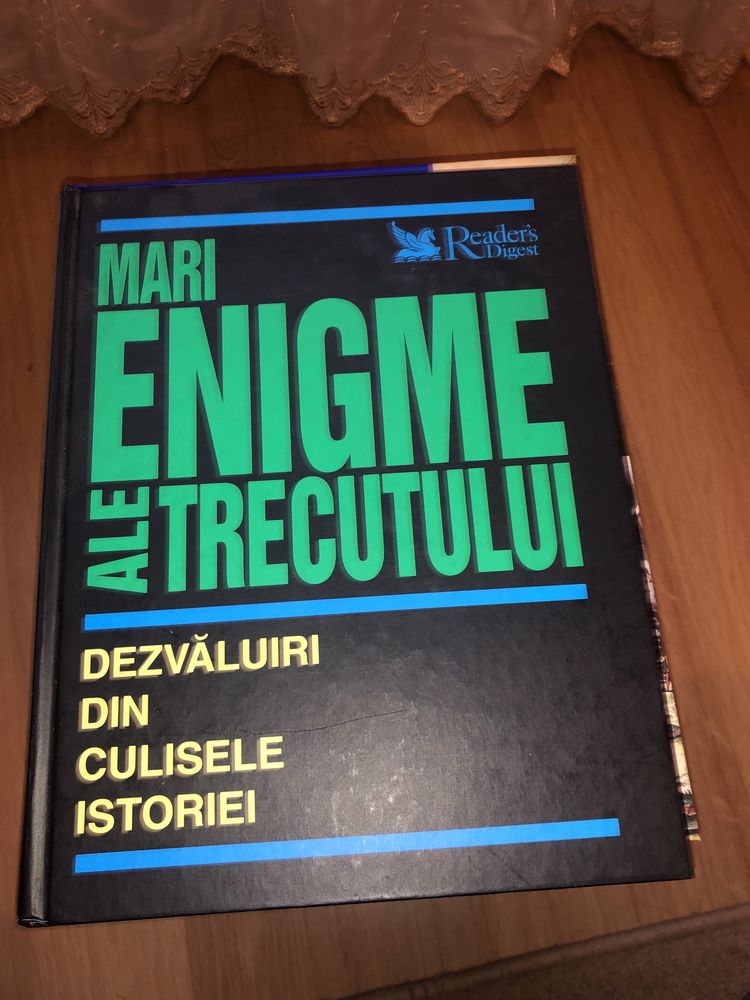 Reader's
Digest
MARI
ENIGME
ALE TRECUTULUI
DEZVĂLUIRI
DIN
CULISELE
ISTORIEI